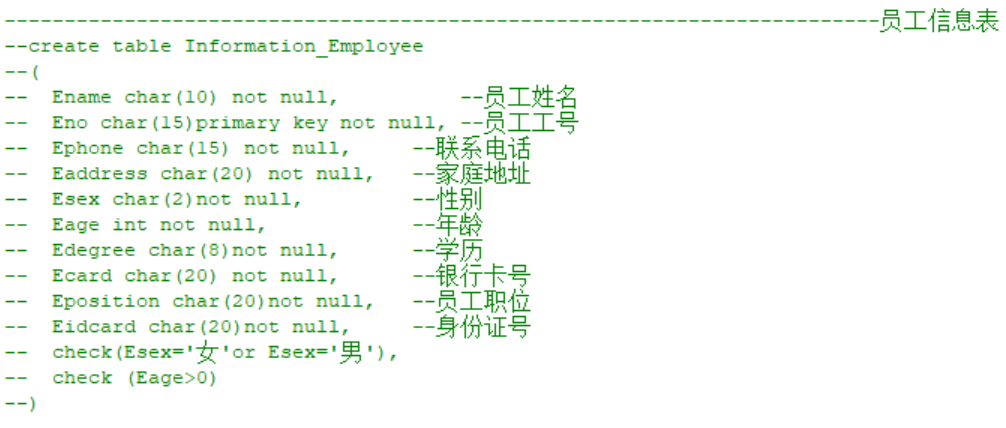 --------------------------------------------------------------------------员工信息表
--create table Information_Employee
--(
--  Ename char(10) not null,          --员工姓名
--  Eno char(15)primary key not null, --员工工号
--  Ephone char(15) not null,     --联系电话
--  Eaddress char(20) not null,   --家庭地址
--  Esex char(2)not null,         --性别
--  Eage int not null,            --年龄
--  Edegree char(8)not null,      --学历
--  Ecard char(20) not null,      --银行卡号
--  Eposition char(20)not null,   --员工职位
--  Eidcard char(20)not null,     --身份证号
--  check(Esex='女'or Esex='男'),
--  check (Eage>0)
--)